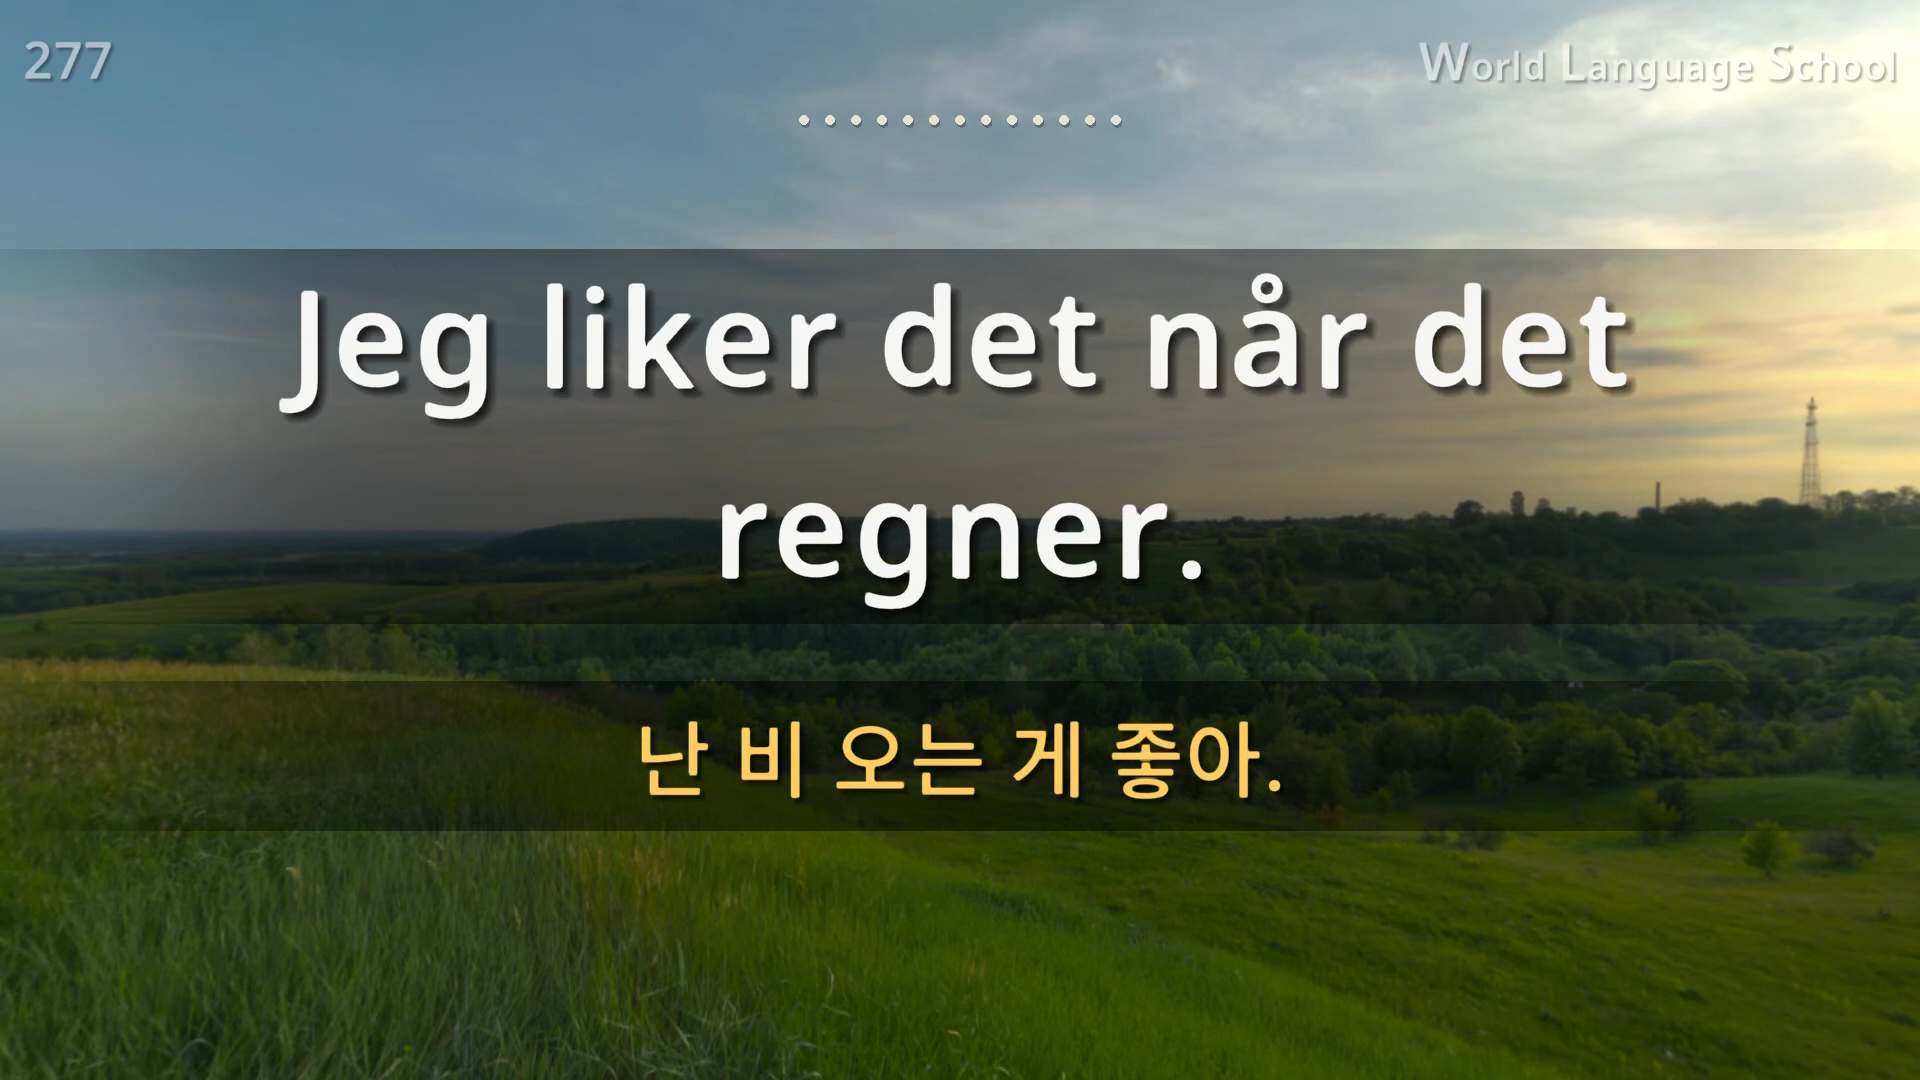 277
World Language School
Jeg liker det når det
regner.
난 비 오는 게 좋아.